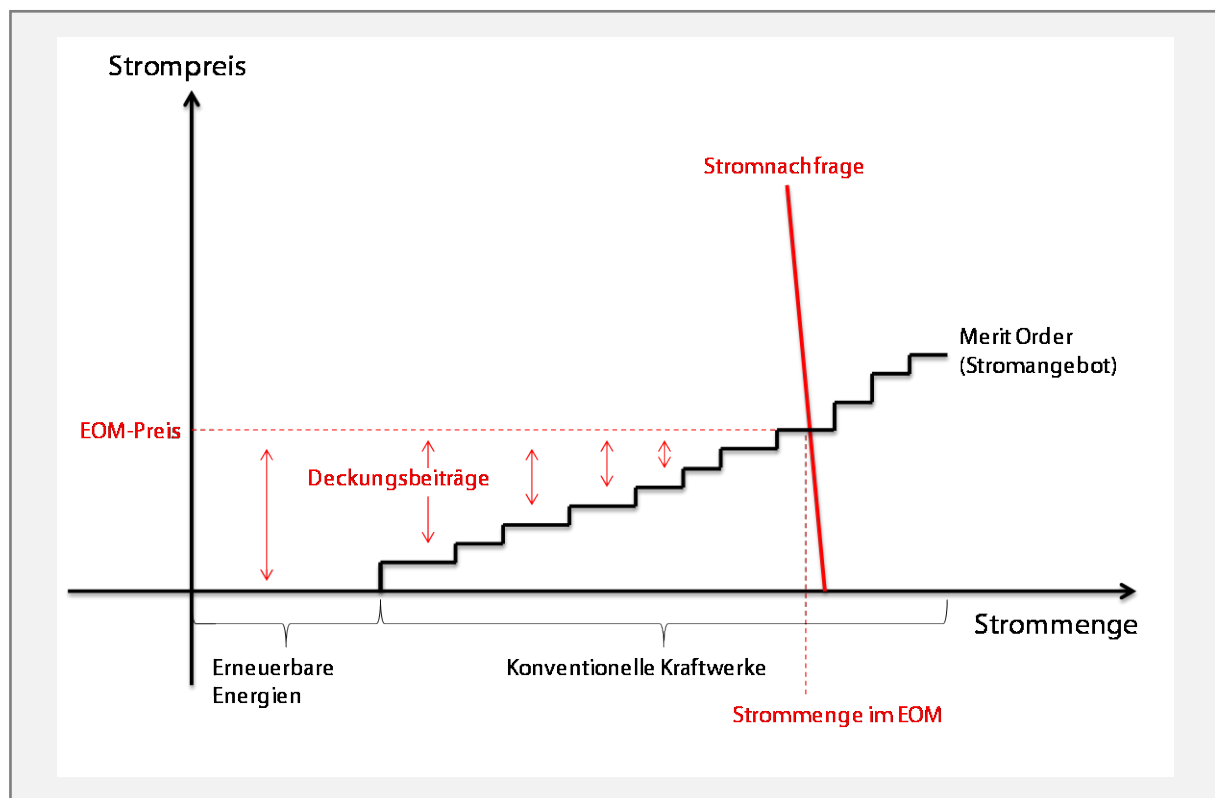 Strompreis
Stromnachfrage
Merit Order
(Stromangebot)
EOM-Preis
Deckungsbeiträge
Strommenge
Erneuerbare
Energien
Konventionelle Kraftwerke
Strommenge im EOM